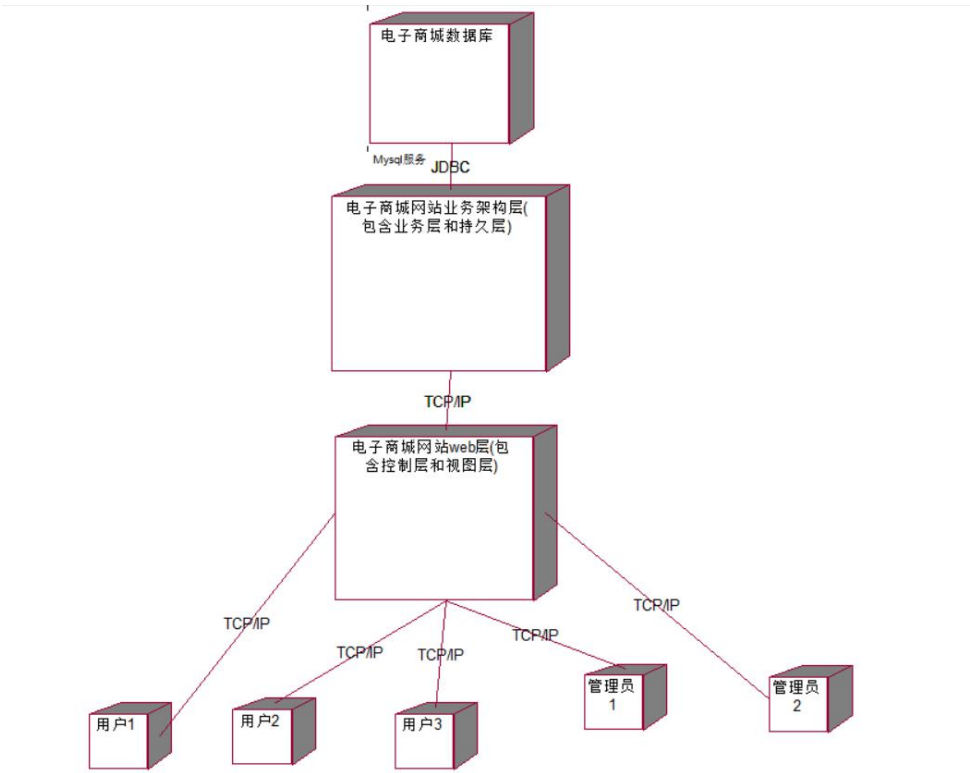 电子商城数据库
Mysql服务
JDBC
电子商城网站业务架构层(
包含业务层和持久层)
TCP/IP
电子商城网站web层(包
含控制层和视图层)
TCP/IP
TCP/IP
TCP/IP
TCP/IP
TCP/IP
用户1
用户2
用户3
管理员
1
管理员
2